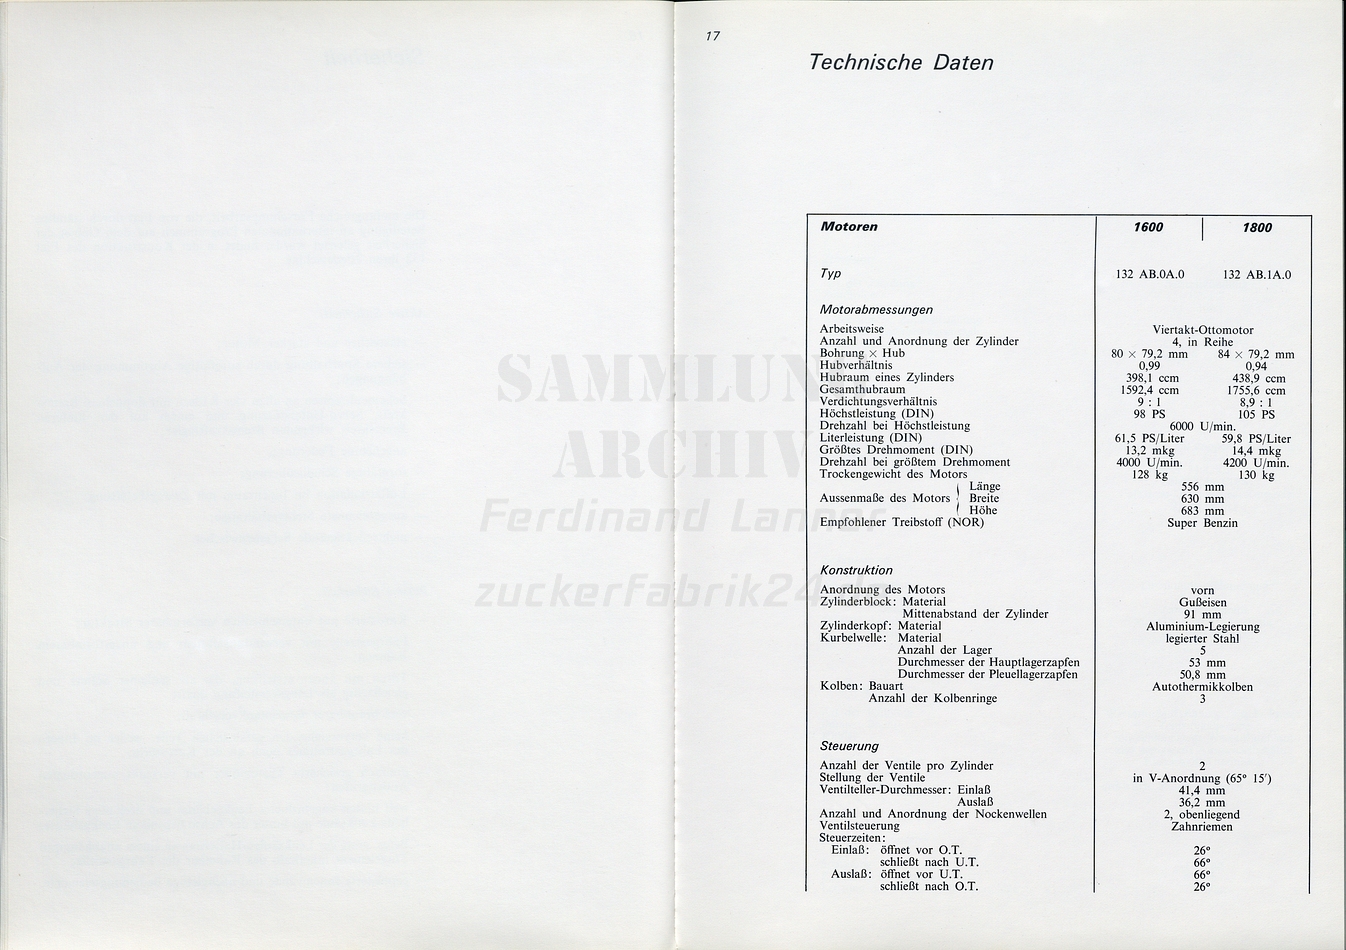 17
Technische Daten
Motoren 1600 1800
Typ 132 AB.0A.0 132 AB.1A.0
Motorabmessungen
Arbeitsweise Viertakt-Ottomotor
Anzahl und Anordnung der Zylinder 4, in Reihe
Bohrung × Hub 80 × 79,2 mm 84 × 79,2 mm
Hubverhältnis 0,99 0,94
Hubraum eines Zylinders 398,1 ccm 438,9 ccm
Gesamthubraum 1592,4 ccm 1755,6 ccm
Verdichtungsverhältnis 9 : 1 8,9 : 1
Höchstleistung (DIN) 98 PS 105 PS
Drehzahl bei Höchstleistung 6000 U/min.
Literleistung (DIN) 61,5 PS/Liter 59,8 PS/Liter
Größtes Drehmoment (DIN) 13,2 mkg 14,4 mkg
Drehzahl bei größtem Drehmoment 4000 U/min. 4200 U/min.
Trockengewicht des Motors 128 kg 130 kg
Länge 556 mm
Aussenmaße des Motors Breite 630 mm
Höhe 683 mm
Empfohlener Treibstoff (NOR) Super Benzin
Konstruktion
Anordnung des Motors vorn
Zylinderblock: Material Gußeisen
Mittenabstand der Zylinder 91 mm
Zylinderkopf: Material Aluminium-Legierung
Kurbelwelle: Material legierter Stahl
Anzahl der Lager 5
Durchmesser der Hauptlagerzapfen 53 mm
Durchmesser der Pleuellagerzapfen 50,8 mm
Kolben: Bauart Autothermikkolben
Anzahl der Kolbenringe 3
Steuerung
Anzahl der Ventile pro Zylinder 2
Stellung der Ventile in V-Anordnung (65° 15′)
Ventilteller-Durchmesser: Einlaß 41,4 mm
Auslaß 36,2 mm
Anzahl und Anordnung der Nockenwellen 2, obenliegend
Ventilsteuerung Zahnriemen
Steuerzeiten:
Einlaß: öffnet vor O.T. 26°
schließt nach U.T. 66°
Auslaß: öffnet vor U.T. 66°
schließt nach O.T. 26°
SAMMLUN
ARCHIV
Ferdinand Lanner
zuckerfabrik24.de